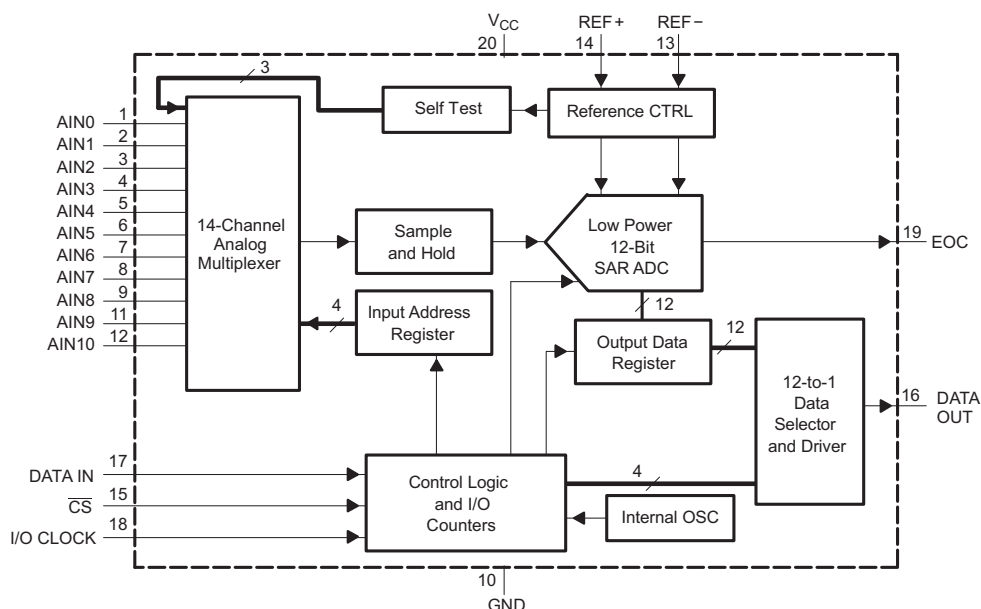 VCC
20
REF+
14
REF−
13
3
Self Test
Reference CTRL
AIN0 1
AIN1 2
AIN2 3
AIN3 4
AIN4 5
AIN5 6
AIN6 7
AIN7 8
AIN8 9
AIN9 11
AIN10 12
14-Channel
Analog
Multiplexer
Sample
and Hold
Low Power
12-Bit
SAR ADC
19 EOC
4
Input Address
Register
12
Output Data
Register
12
12-to-1
Data
Selector
and Driver
16 DATA
OUT
DATA IN 17
CS 15
I/O CLOCK 18
Control Logic
and I/O
Counters
4
Internal OSC
10
GND